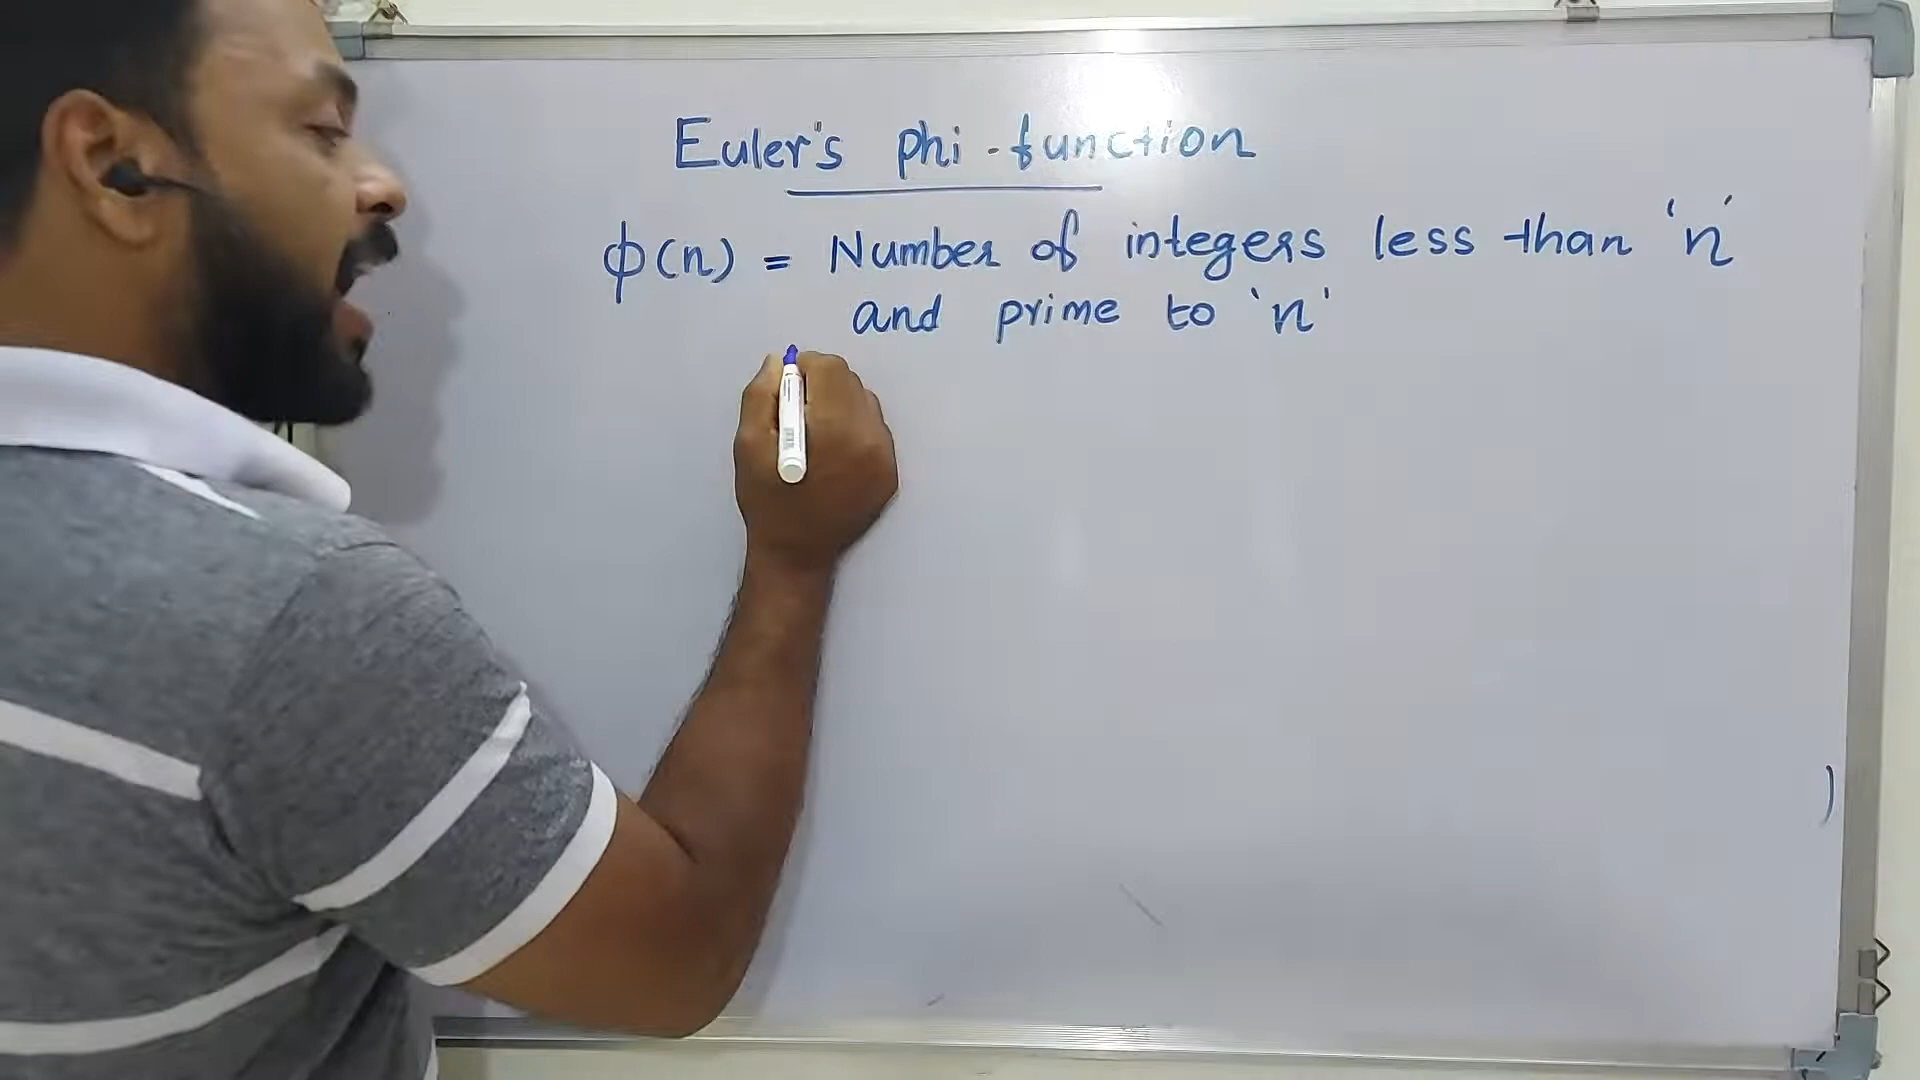 Euler's phi-function
ϕ(n) = Number of integers less than 'n'
and prime to 'n'
)